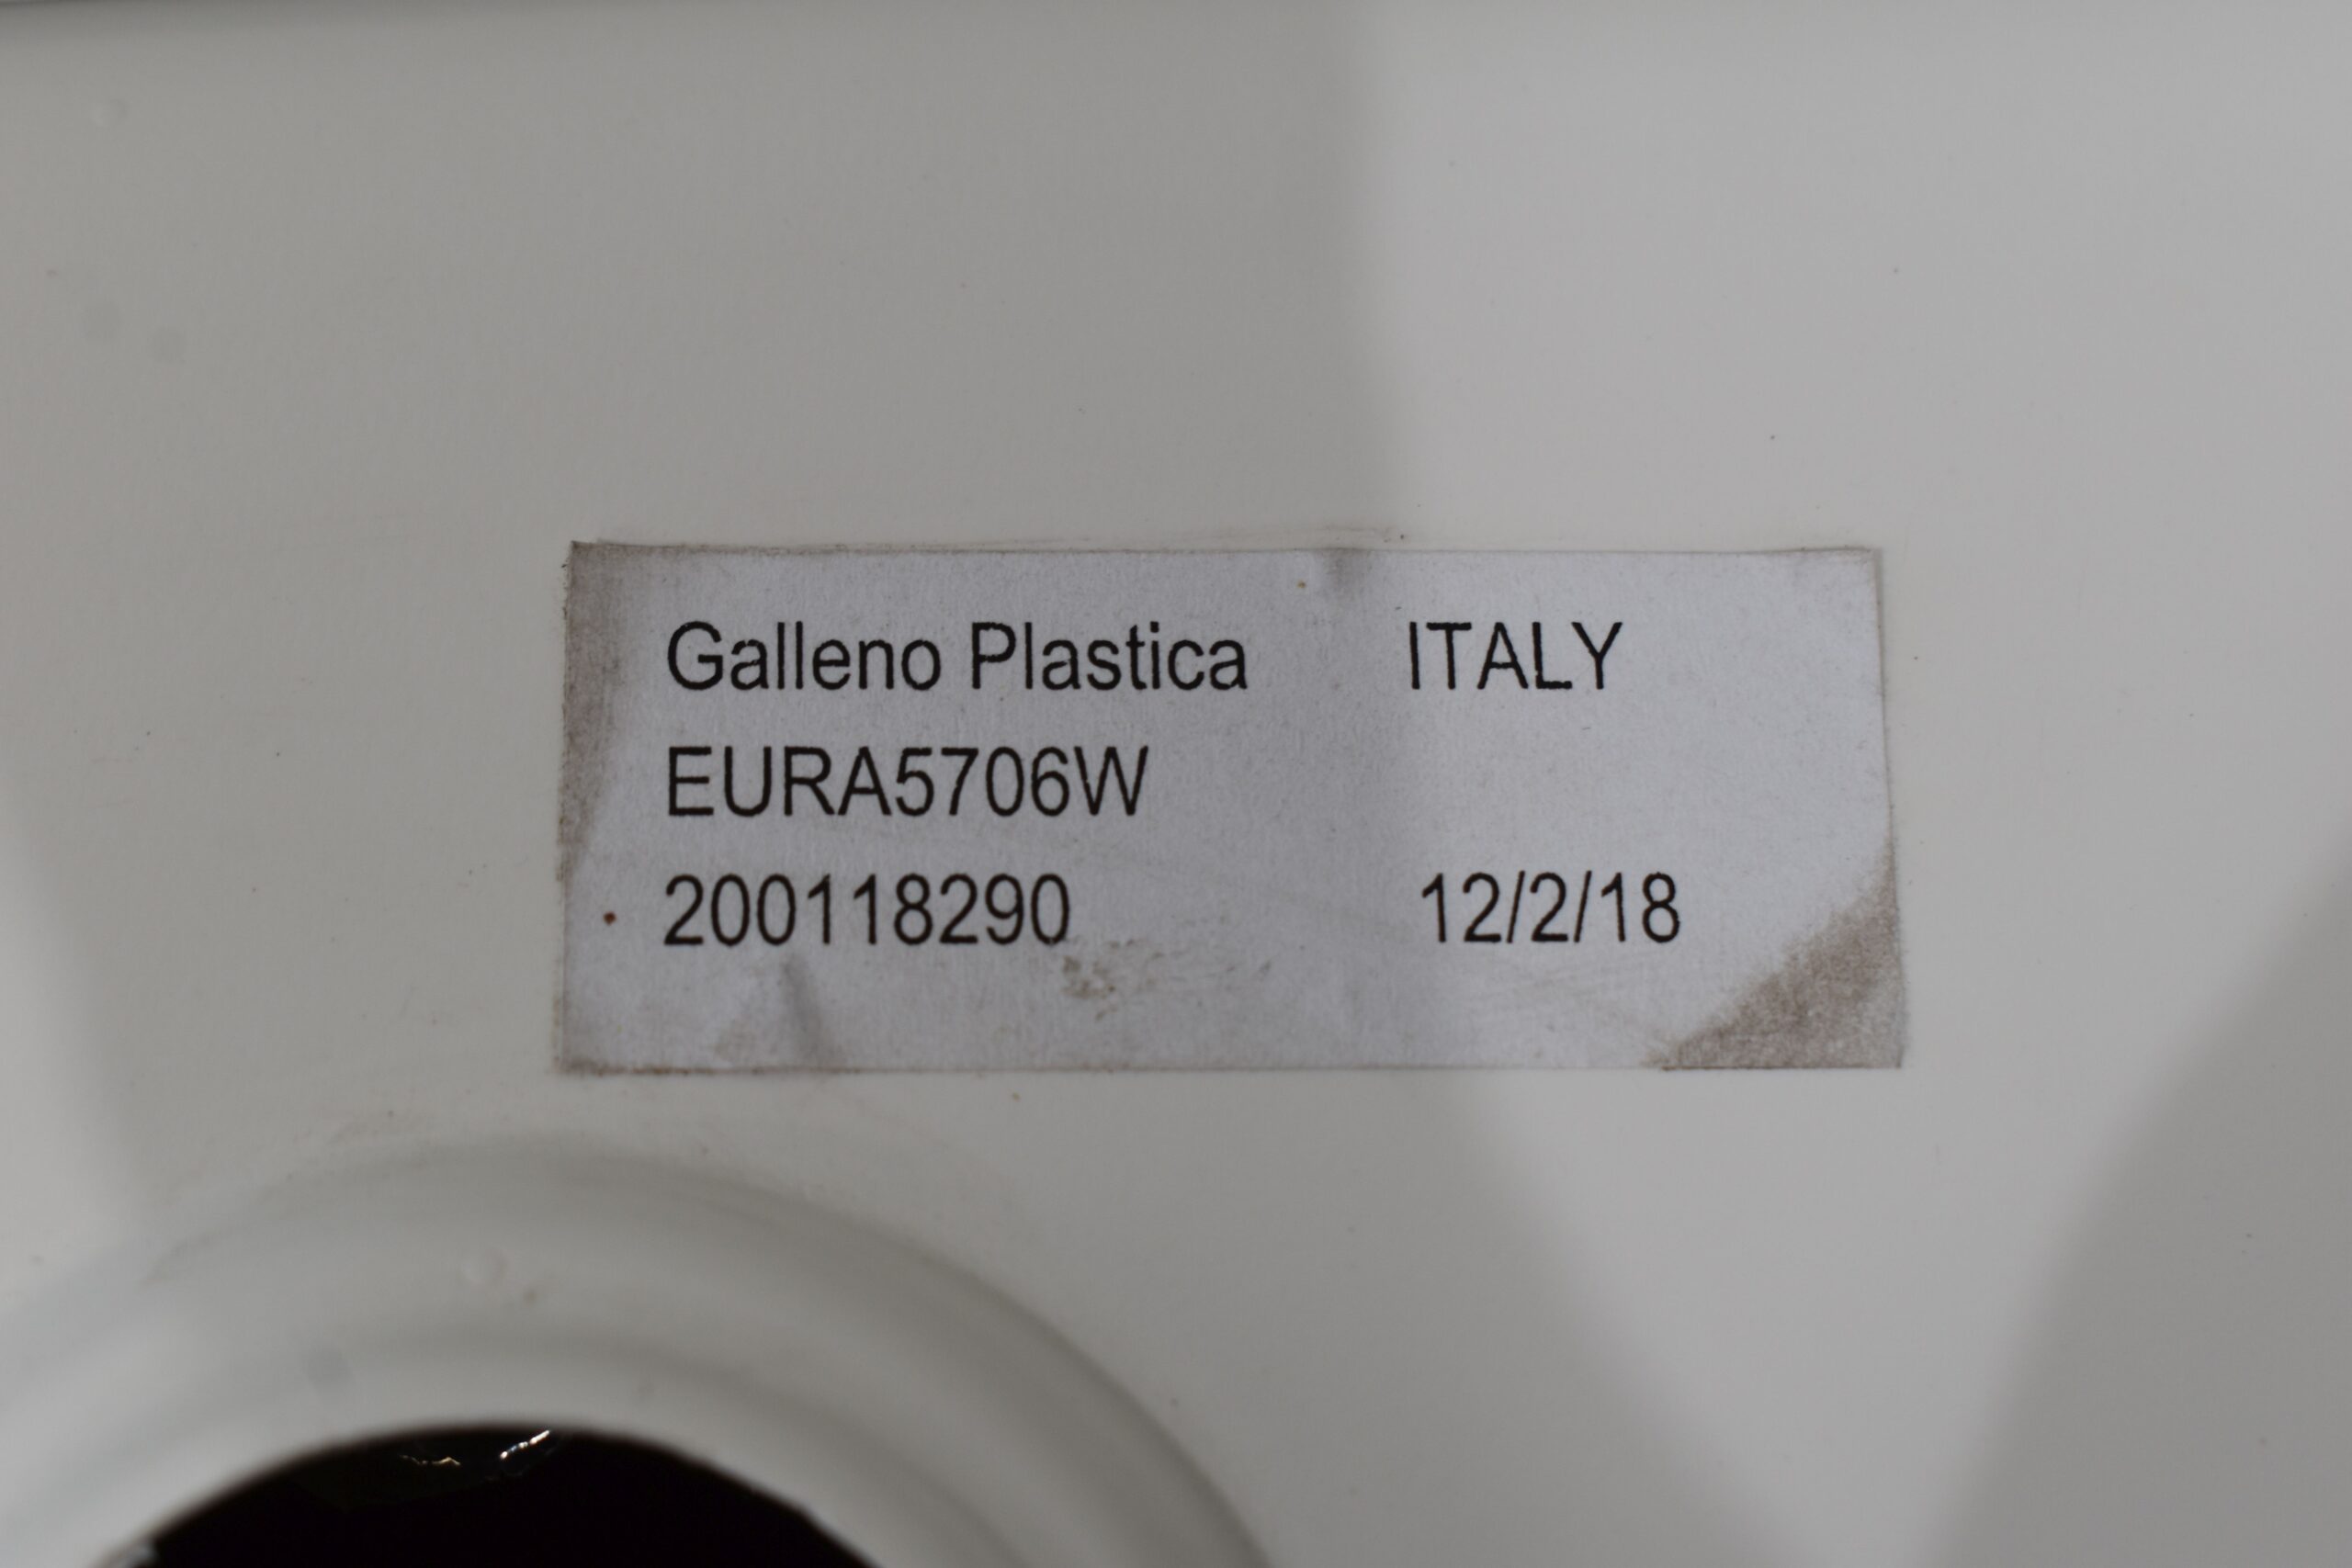 Galleno Plastica ITALY
EURA5706W
200118290 12/2/18